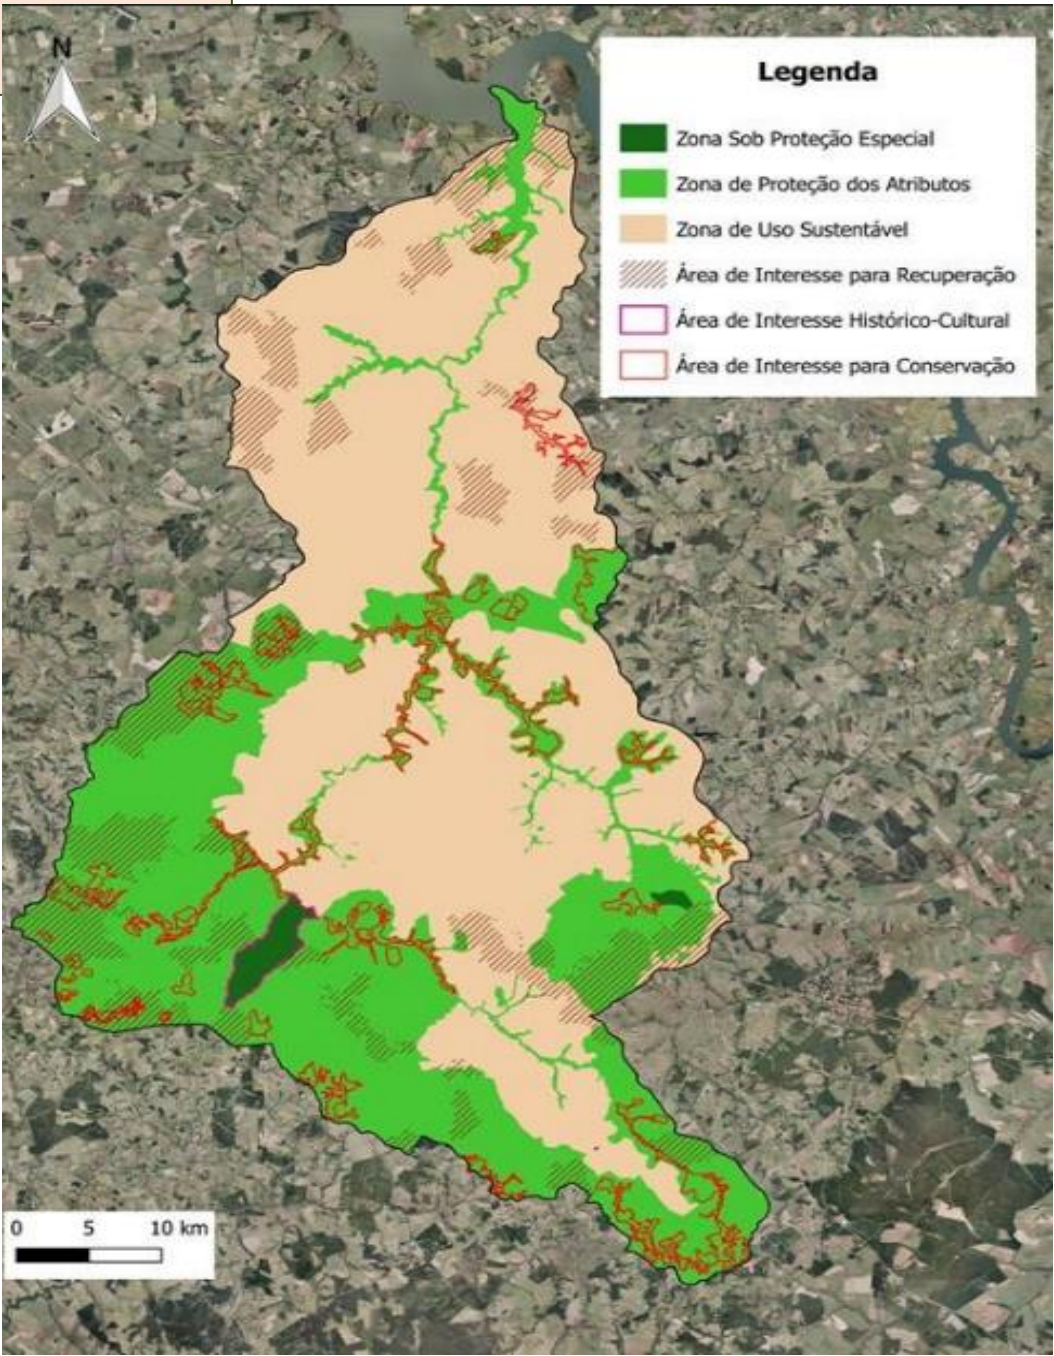 N
Legenda
Zona Sob Proteção Especial
Zona de Proteção dos Atributos
Zona de Uso Sustentável
Área de Interesse para Recuperação
Área de Interesse Histórico-Cultural
Área de Interesse para Conservação
0 5 10 km